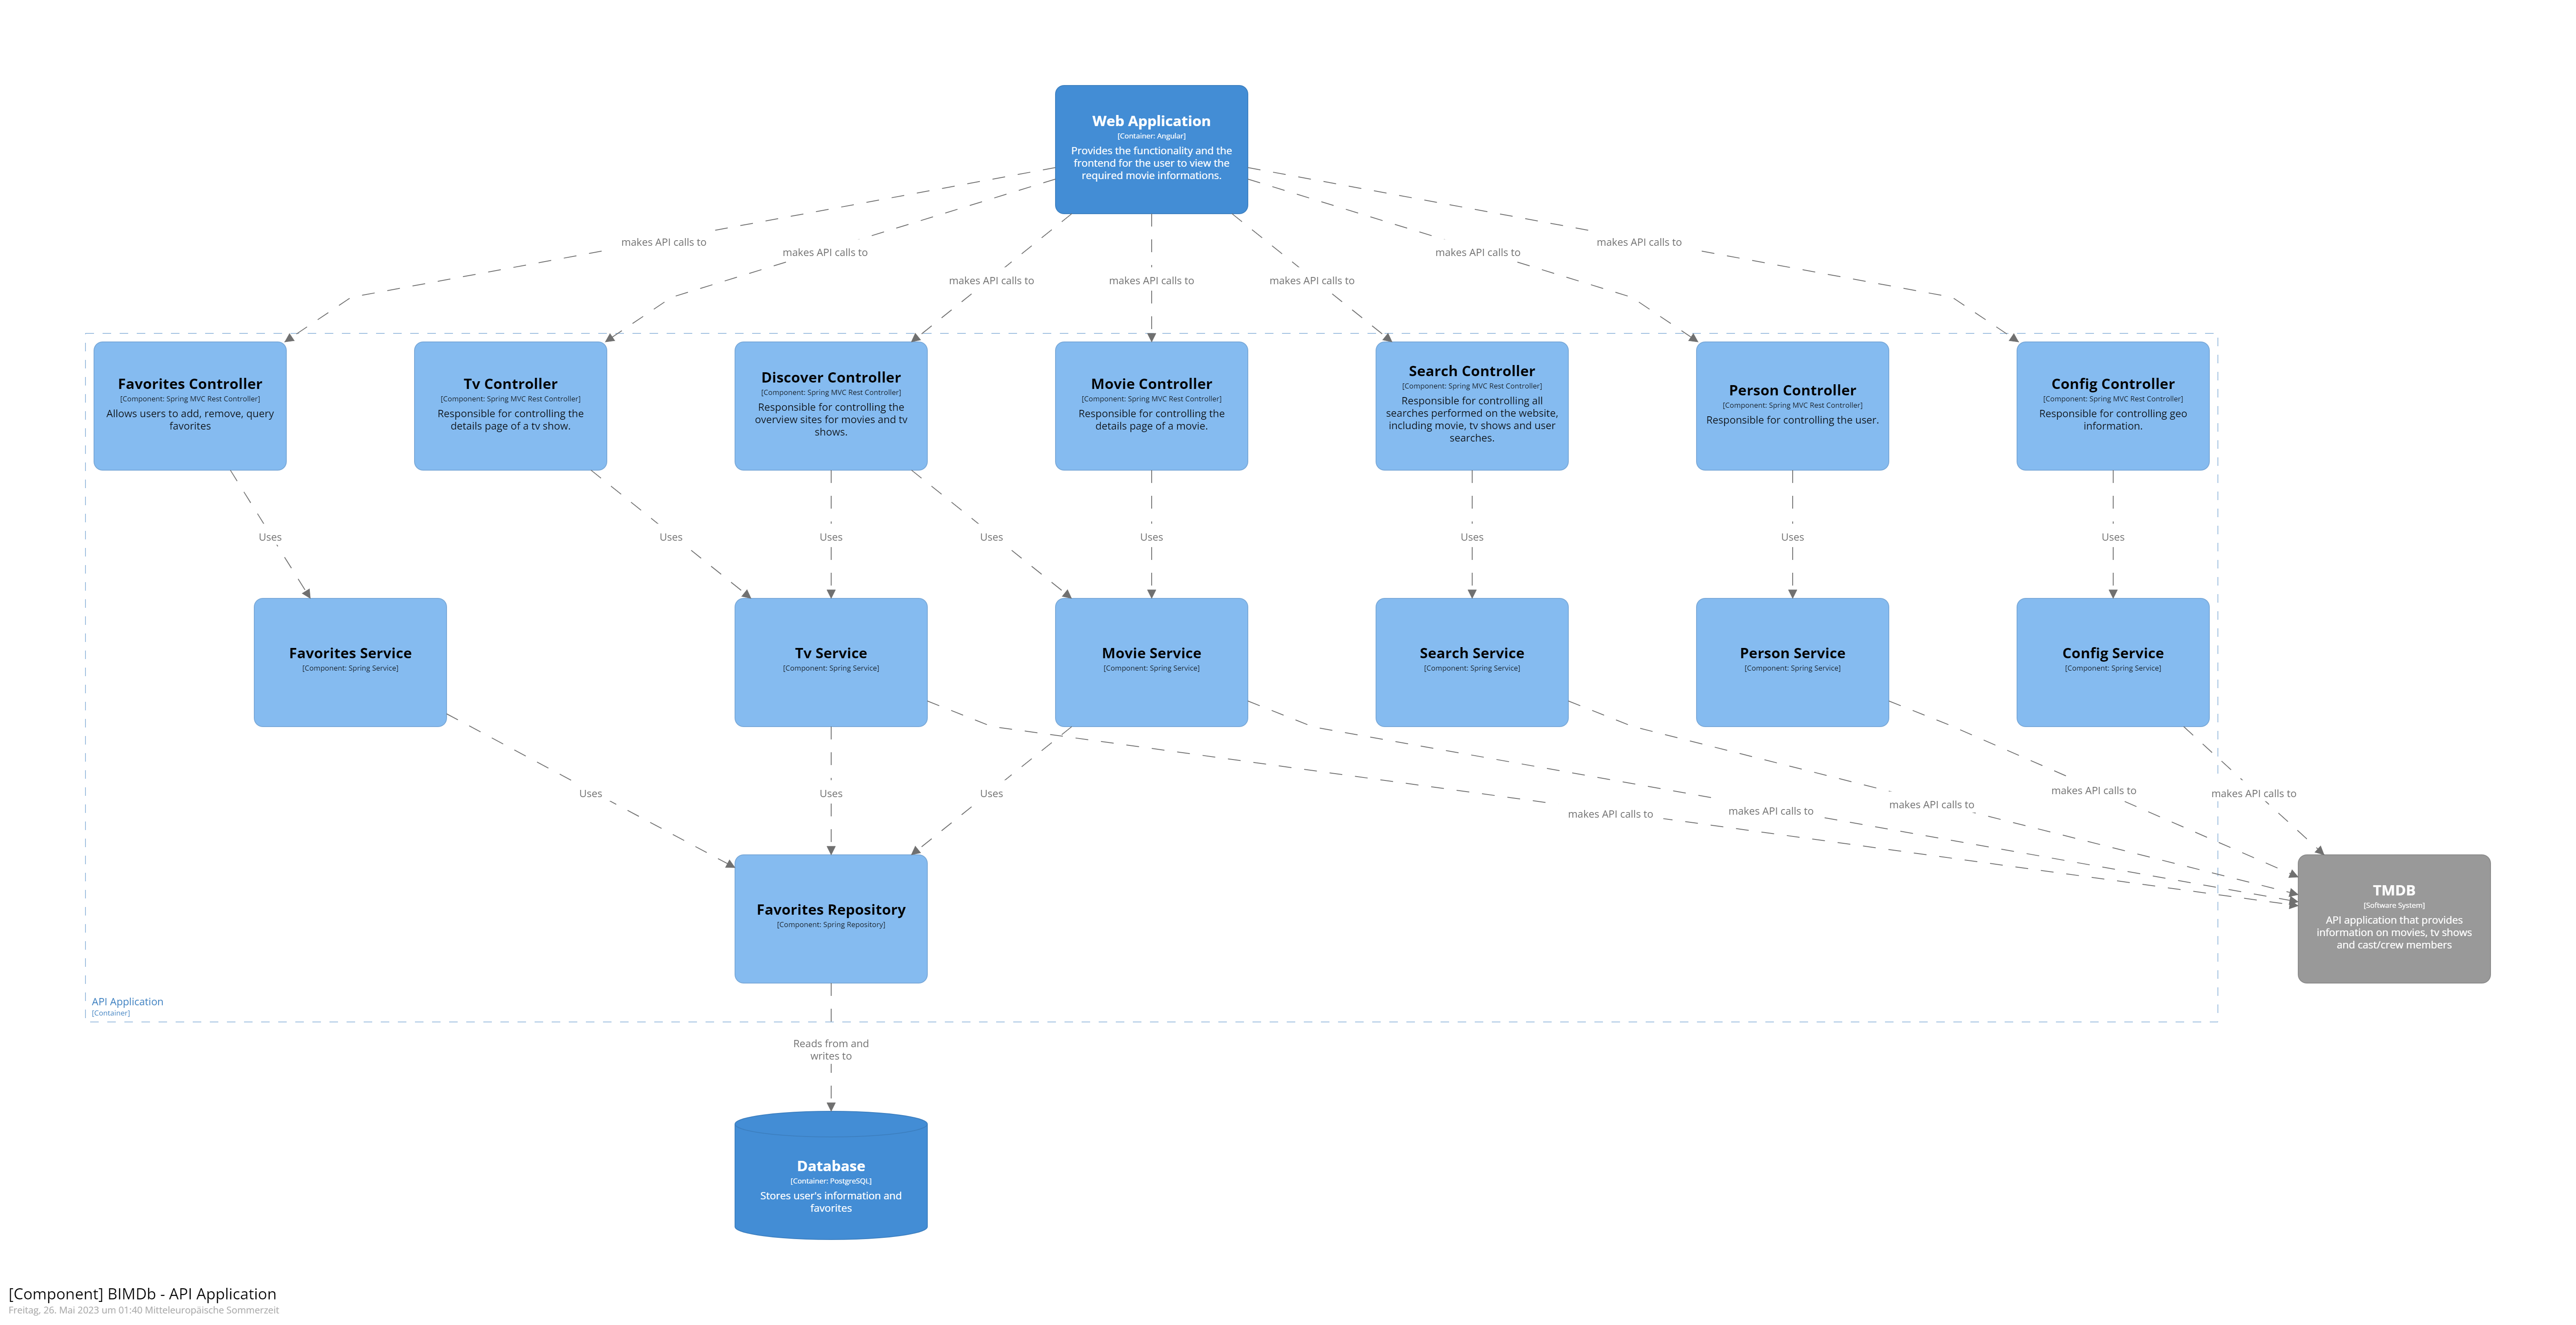 Web Application
[Container: Angular]
Provides the functionality and the
frontend for the user to view the
required movie informations.
makes API calls to
makes API calls to
makes API calls to
makes API calls to
makes API calls to
makes API calls to
makes API calls to
Favorites Controller
[Component: Spring MVC Rest Controller]
Allows users to add, remove, query
favorites
Tv Controller
[Component: Spring MVC Rest Controller]
Responsible for controlling the
details page of a tv show.
Discover Controller
[Component: Spring MVC Rest Controller]
Responsible for controlling the
overview sites for movies and tv
shows.
Movie Controller
[Component: Spring MVC Rest Controller]
Responsible for controlling the
details page of a movie.
Search Controller
[Component: Spring MVC Rest Controller]
Responsible for controlling all
searches performed on the website,
including movie, tv shows and user
searches.
Person Controller
[Component: Spring MVC Rest Controller]
Responsible for controlling the user.
Config Controller
[Component: Spring MVC Rest Controller]
Responsible for controlling geo
information.
Uses
Uses
Uses
Uses
Uses
Uses
Uses
Uses
Favorites Service
[Component: Spring Service]
Tv Service
[Component: Spring Service]
Movie Service
[Component: Spring Service]
Search Service
[Component: Spring Service]
Person Service
[Component: Spring Service]
Config Service
[Component: Spring Service]
Uses
Uses
Uses
makes API calls to
makes API calls to
makes API calls to
makes API calls to
makes API calls to
Favorites Repository
[Component: Spring Repository]
TMDB
[Software System]
API application that provides
information on movies, tv shows
and cast/crew members
API Application
[Container]
Reads from and
writes to
Database
[Container: PostgreSQL]
Stores user's information and
favorites
[Component] BIMDb - API Application
Freitag, 26. Mai 2023 um 01:40 Mitteleuropäische Sommerzeit